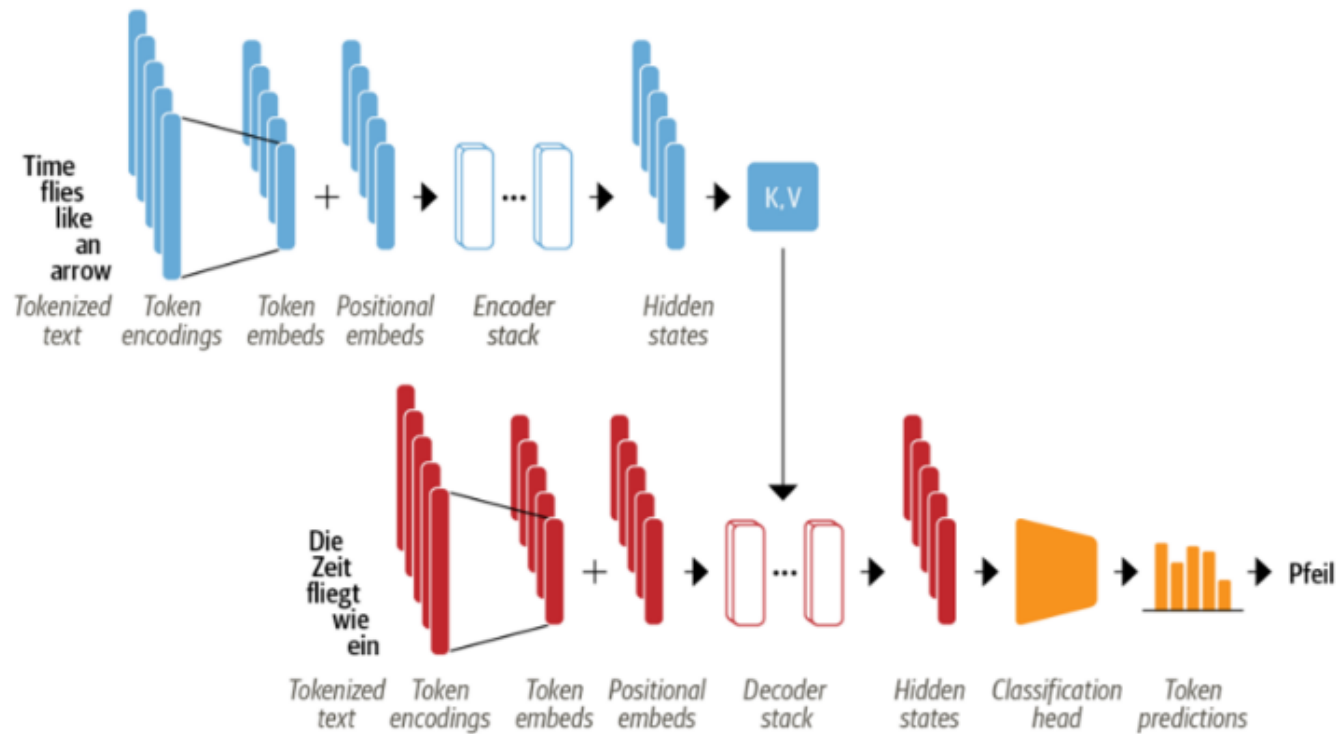 Time
flies
like
an
arrow
+
...
K,V
Tokenized text
Token encodings
Token embeds
Positional embeds
Encoder stack
Hidden states
Die
Zeit
fliegt
wie
ein
+
...
Pfeil
Tokenized text
Token encodings
Token embeds
Positional embeds
Decoder stack
Hidden states
Classification head
Token predictions